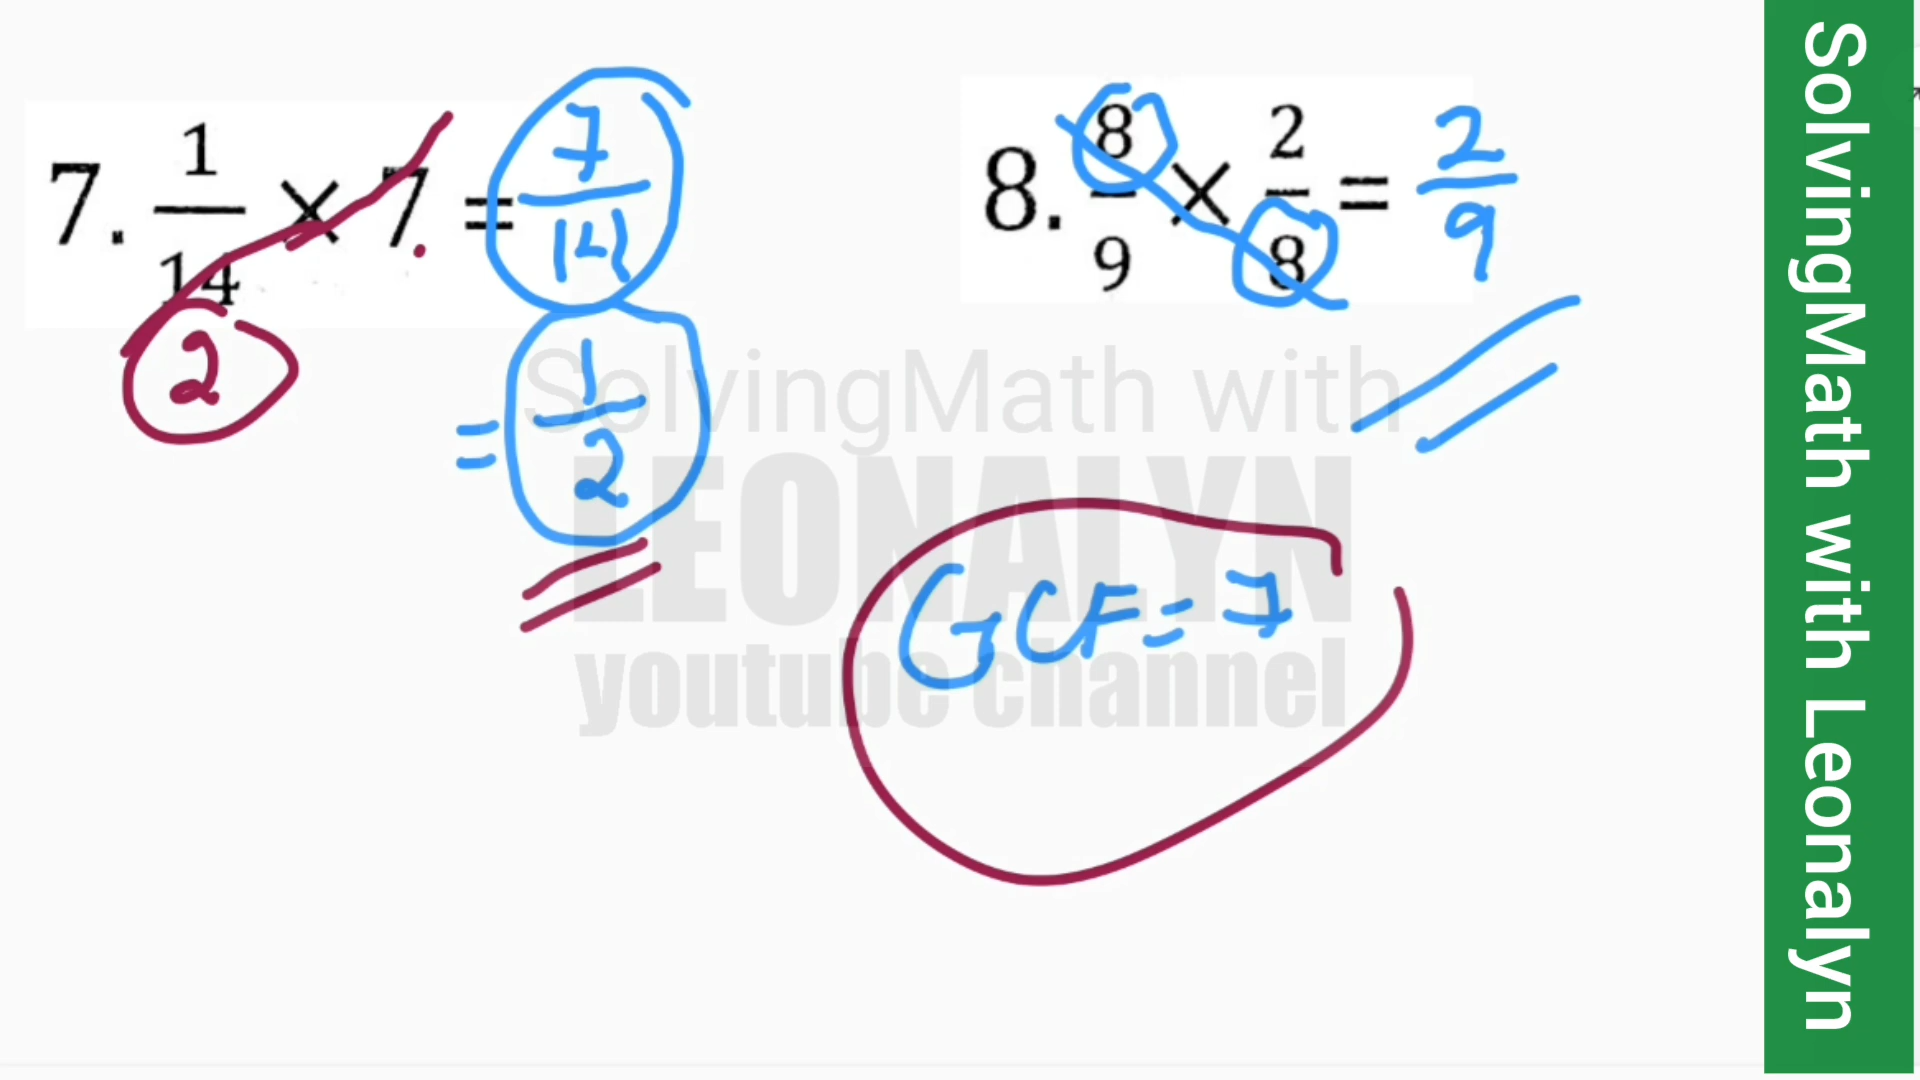 7. 1/14 × 7 = 7/14
2
= 1/2
8. 8/9 × 2/8 = 2/9
GCF = 7
SolvingMath with
LEONALYN
youtube channel
SolvingMath with Leonalyn